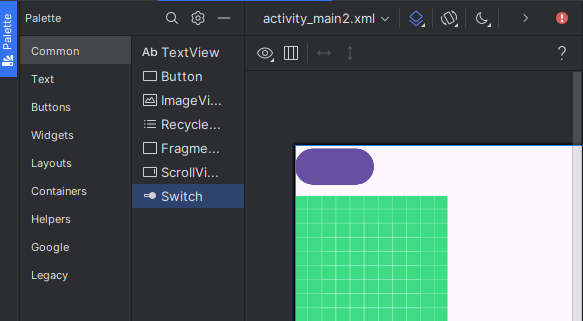 Palette
Palette
activity_main2.xml
Common
Text
Buttons
Widgets
Layouts
Containers
Helpers
Google
Legacy
Ab TextView
Button
ImageVi...
Recycle...
Fragme...
ScrollVi...
Switch
?